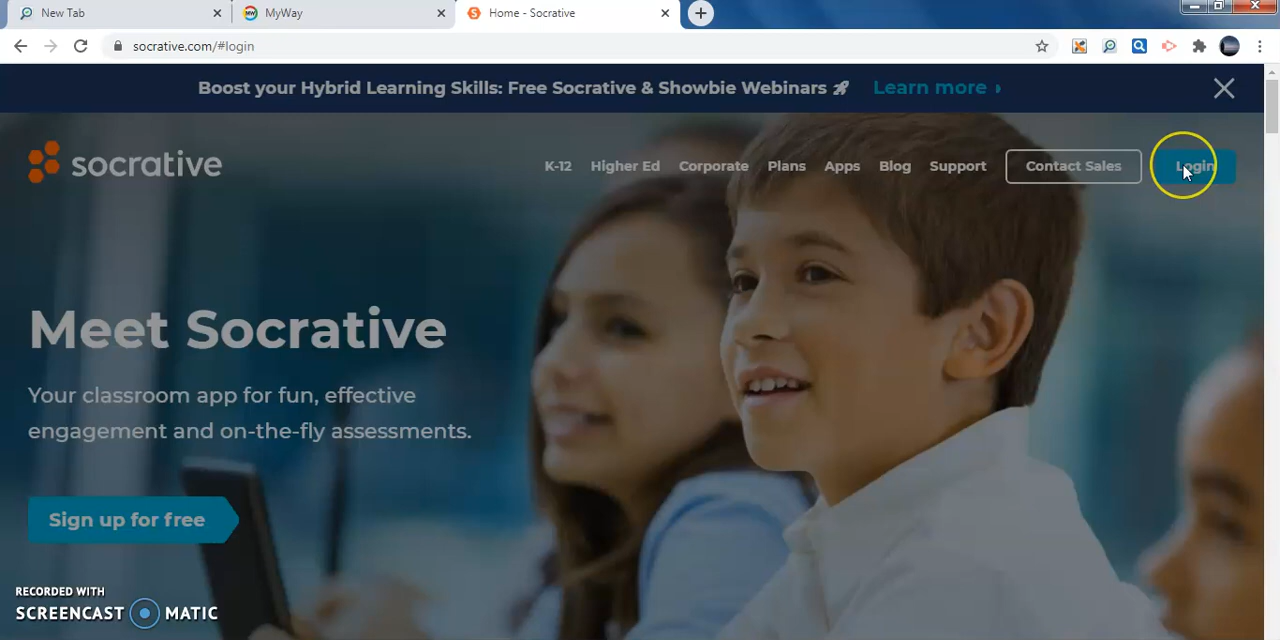 New Tab
MyWay
Home - Socrative
socrative.com/#login
Boost your Hybrid Learning Skills: Free Socrative & Showbie Webinars 🚀 Learn more ›
socrative
K-12 Higher Ed Corporate Plans Apps Blog Support Contact Sales Login
Meet Socrative
Your classroom app for fun, effective
engagement and on-the-fly assessments.
Sign up for free
RECORDED WITH
SCREENCAST MATIC